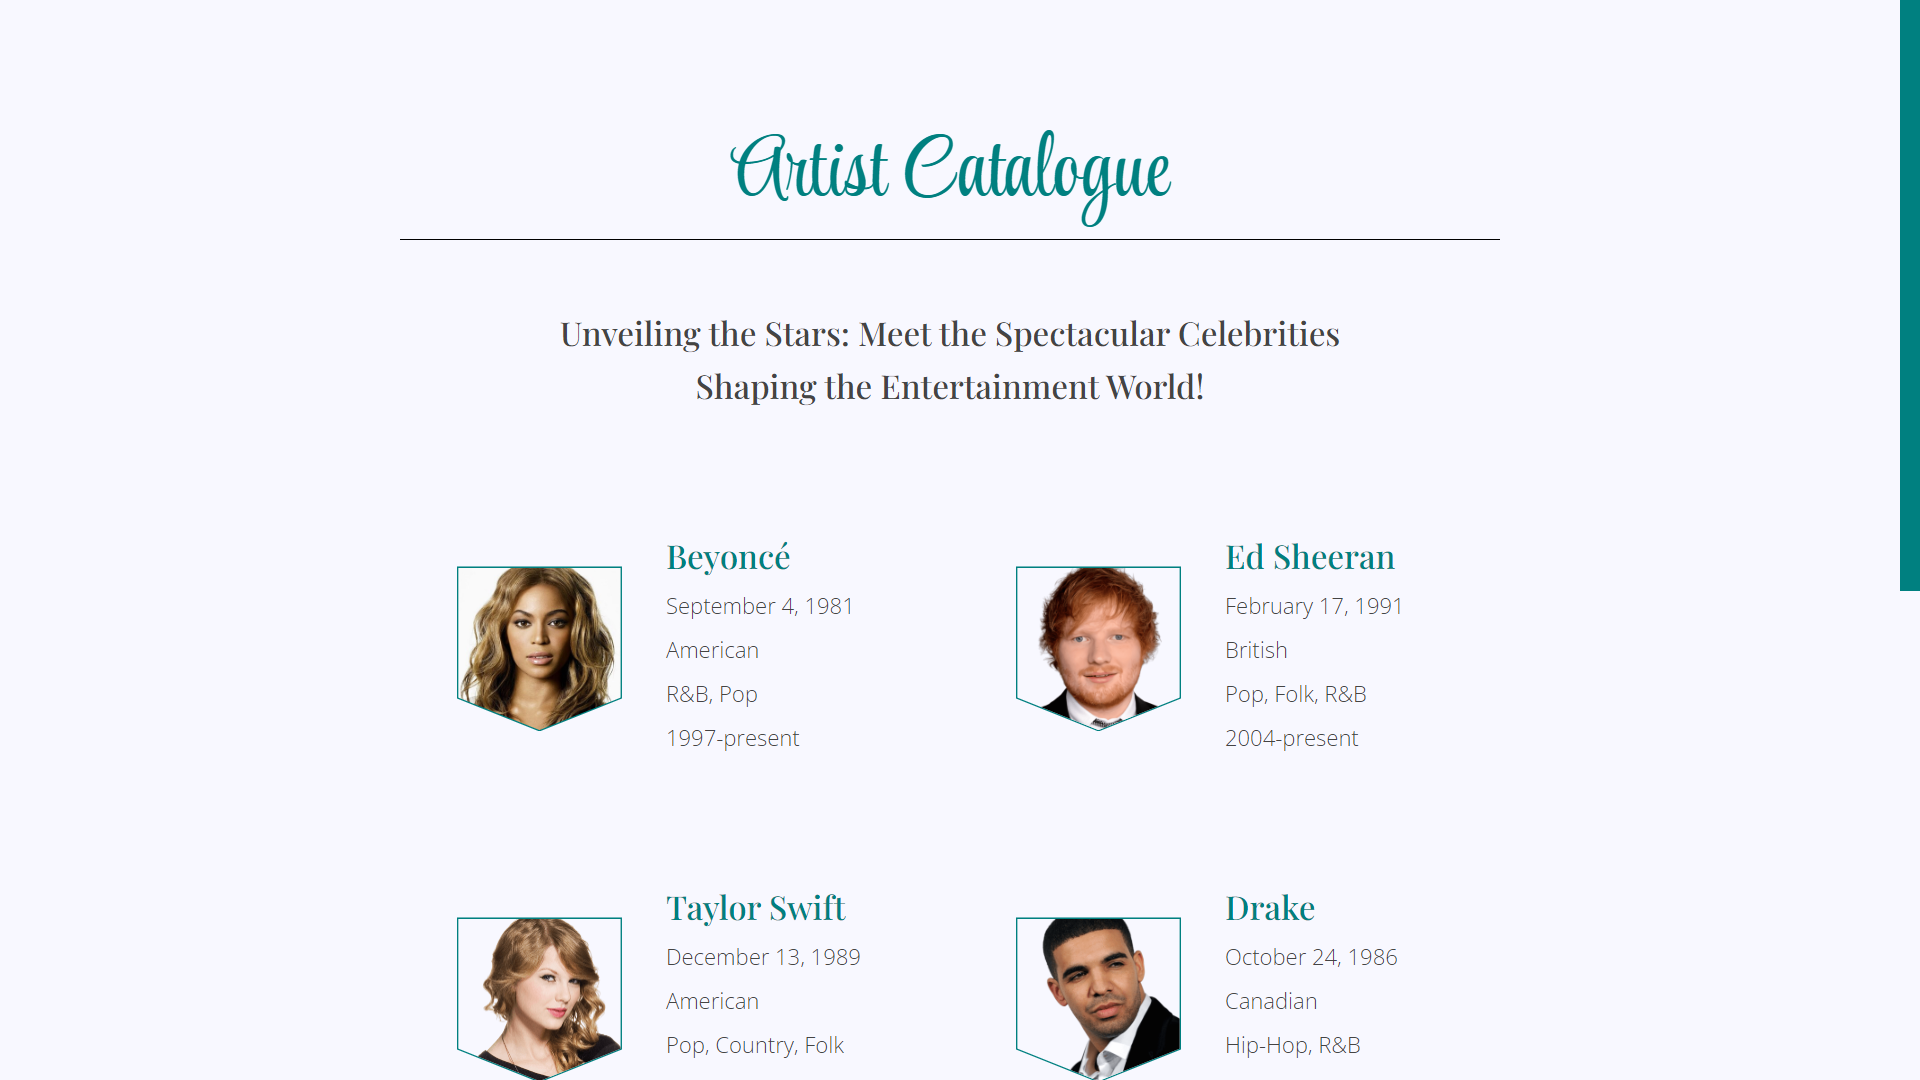 Artist Catalogue
Unveiling the Stars: Meet the Spectacular Celebrities
Shaping the Entertainment World!
Beyoncé
September 4, 1981
American
R&B, Pop
1997-present
Ed Sheeran
February 17, 1991
British
Pop, Folk, R&B
2004-present
Taylor Swift
December 13, 1989
American
Pop, Country, Folk
Drake
October 24, 1986
Canadian
Hip-Hop, R&B